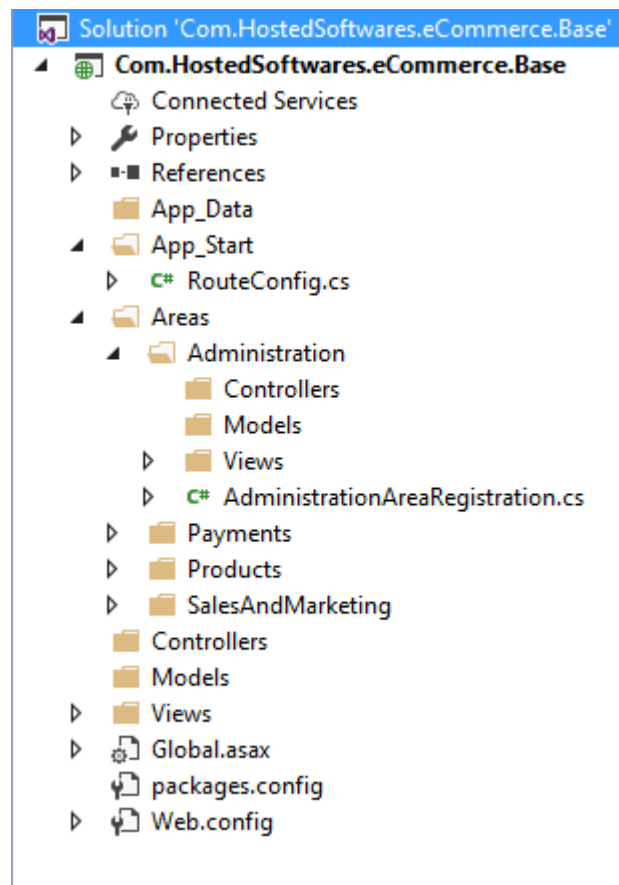 Solution 'Com.HostedSoftwares.eCommerce.Base'
Com.HostedSoftwares.eCommerce.Base
Connected Services
Properties
References
App_Data
App_Start
C# RouteConfig.cs
Areas
Administration
Controllers
Models
Views
C# AdministrationAreaRegistration.cs
Payments
Products
SalesAndMarketing
Controllers
Models
Views
Global.asax
packages.config
Web.config